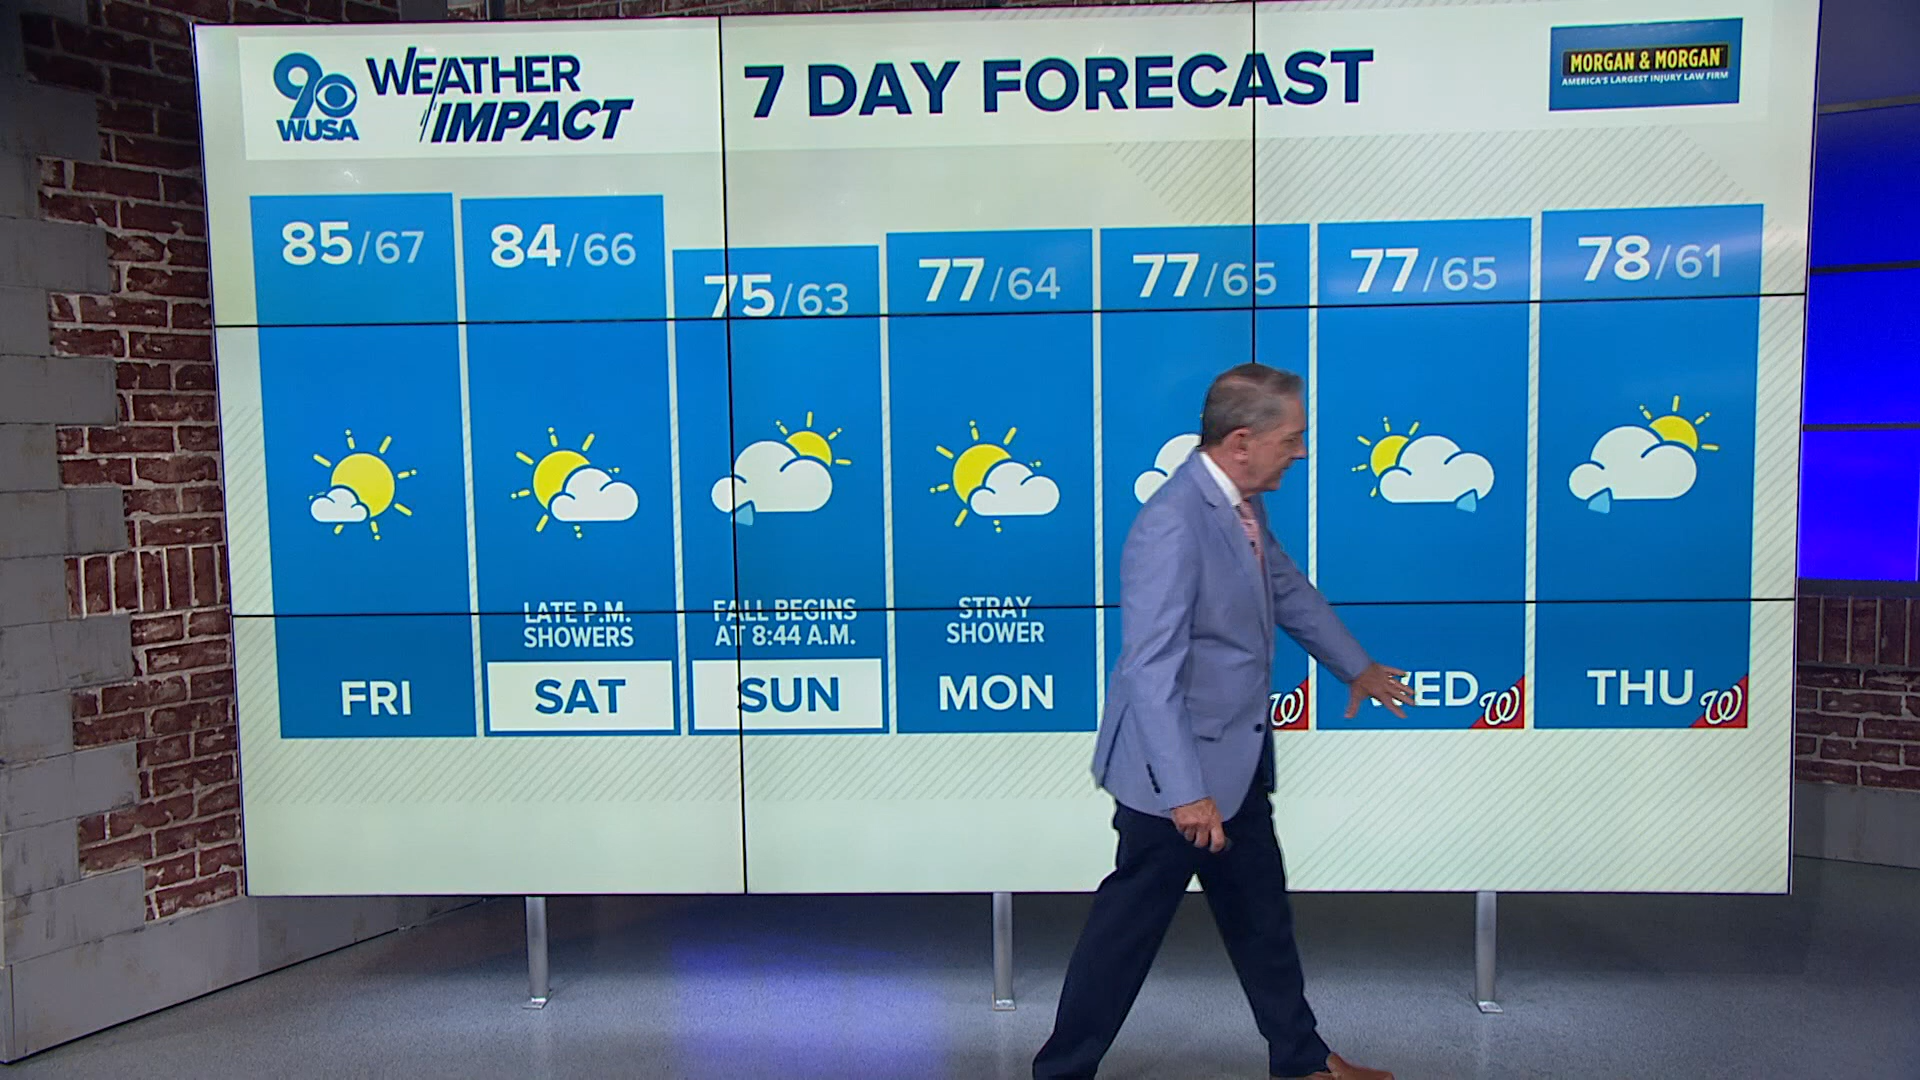 9 WUSA
WEATHER
IMPACT
7 DAY FORECAST
MORGAN & MORGAN
AMERICA'S LARGEST INJURY LAW FIRM
85/67
84/66
75/63
77/64
77/65
77/65
78/61
LATE P.M.
SHOWERS
FALL BEGINS
AT 8:44 A.M.
STRAY
SHOWER
FRI
SAT
SUN
MON
W
WED W
THU W